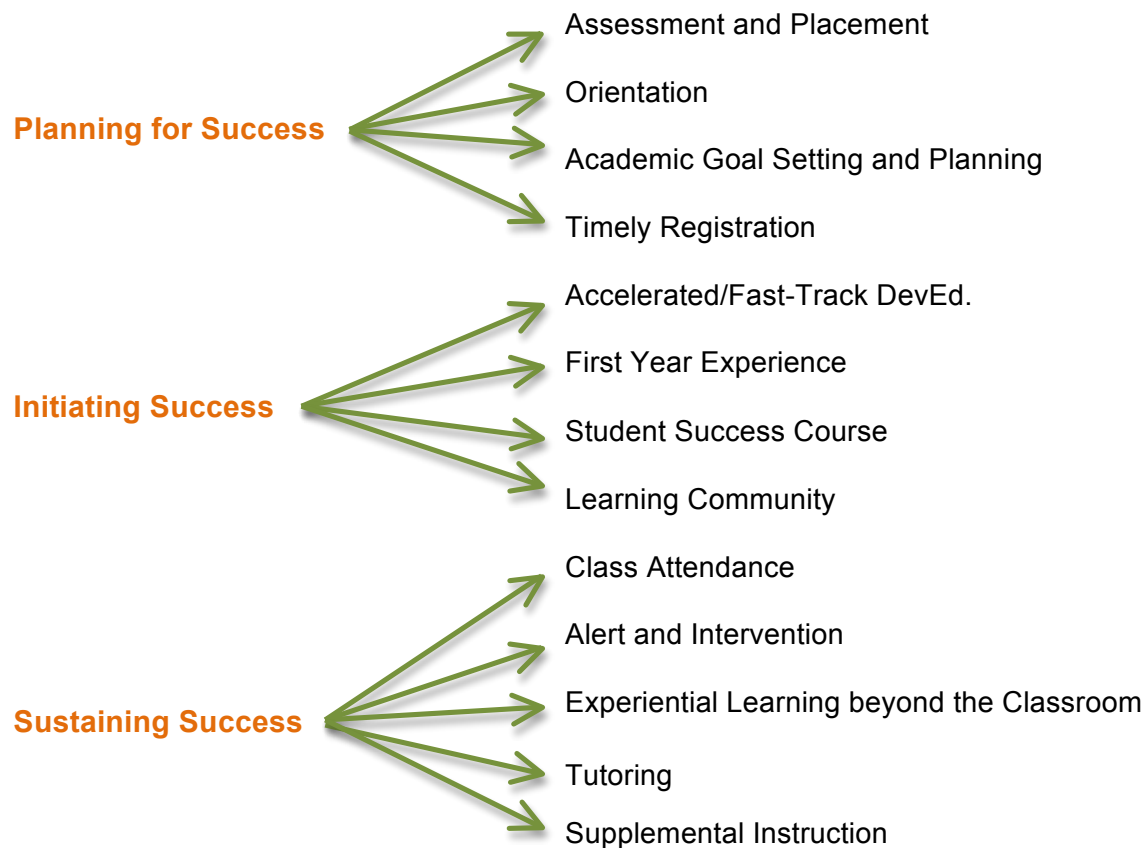 Assessment and Placement
Orientation
Planning for Success
Academic Goal Setting and Planning
Timely Registration
Accelerated/Fast-Track DevEd.
First Year Experience
Initiating Success
Student Success Course
Learning Community
Class Attendance
Alert and Intervention
Experiential Learning beyond the Classroom
Sustaining Success
Tutoring
Supplemental Instruction